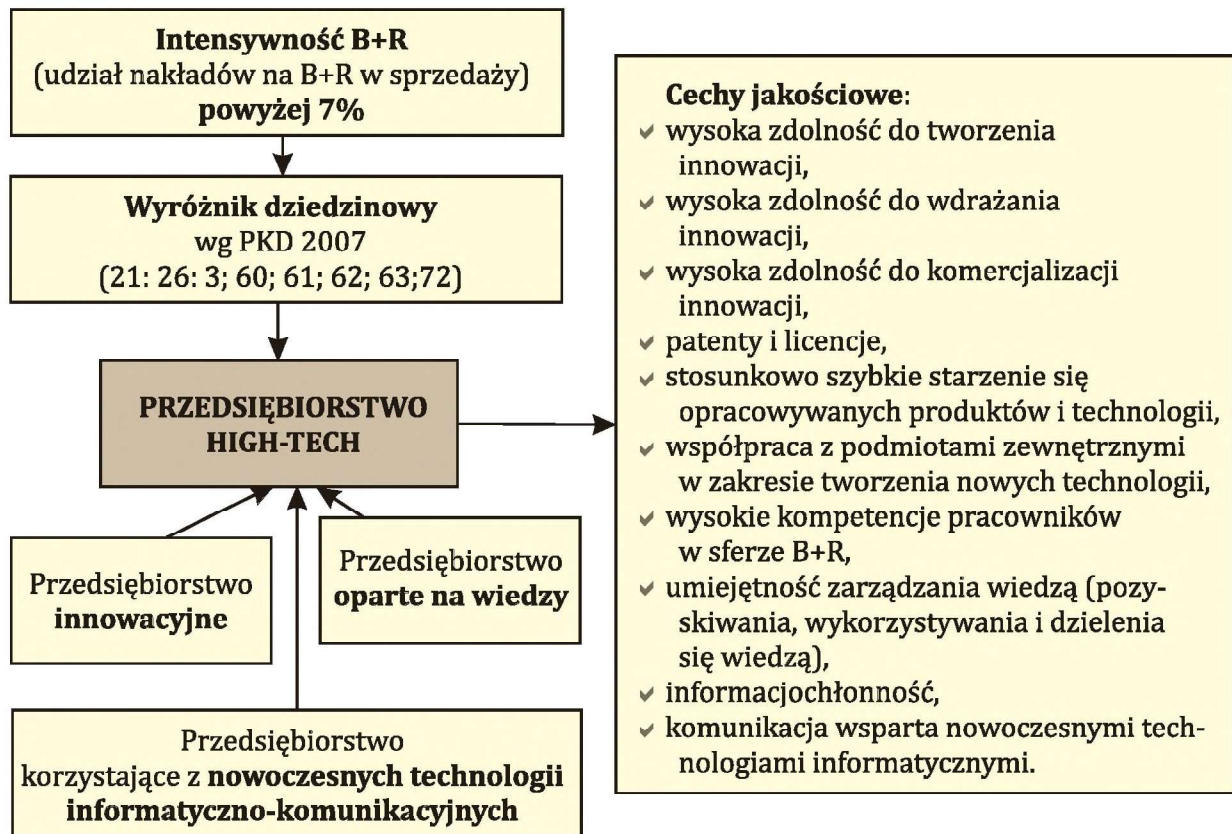 Intensywność B+R
(udział nakładów na B+R w sprzedaży)
powyżej 7%
Wyróżnik dziedzinowy
wg PKD 2007
(21: 26: 3; 60; 61; 62; 63;72)
PRZEDSIĘBIORSTWO
HIGH-TECH
Przedsiębiorstwo
innowacyjne
Przedsiębiorstwo
oparte na wiedzy
Przedsiębiorstwo
korzystające z nowoczesnych technologii
informatyczno-komunikacyjnych
Cechy jakościowe:
wysoka zdolność do tworzenia
innowacji,
wysoka zdolność do wdrażania
innowacji,
wysoka zdolność do komercjalizacji
innowacji,
patenty i licencje,
stosunkowo szybkie starzenie się
opracowywanych produktów i technologii,
współpraca z podmiotami zewnętrznymi
w zakresie tworzenia nowych technologii,
wysokie kompetencje pracowników
w sferze B+R,
umiejętność zarządzania wiedzą (pozy-
skiwania, wykorzystywania i dzielenia
się wiedzą),
informacjochłonność,
komunikacja wsparta nowoczesnymi tech-
nologiami informatycznymi.